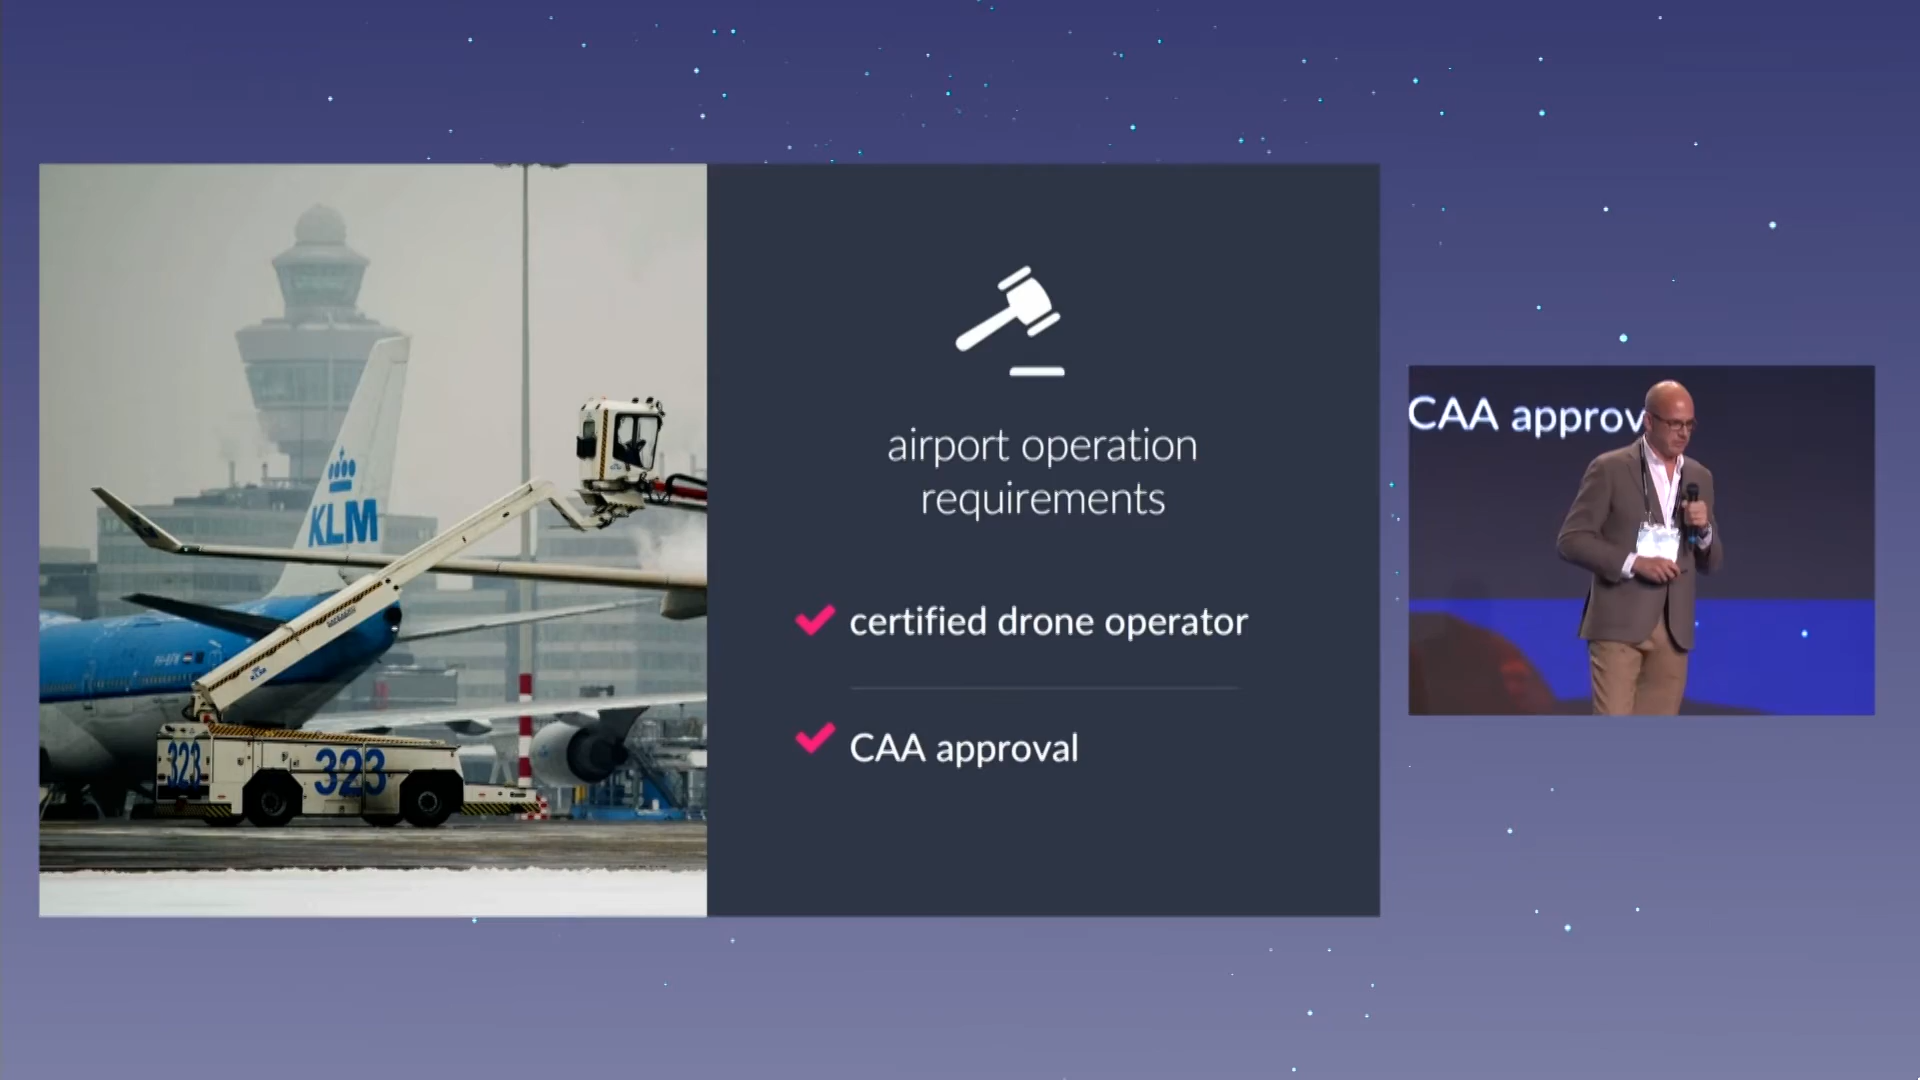 KLM
323
323
airport operation
requirements
certified drone operator
CAA approval
CAA approv